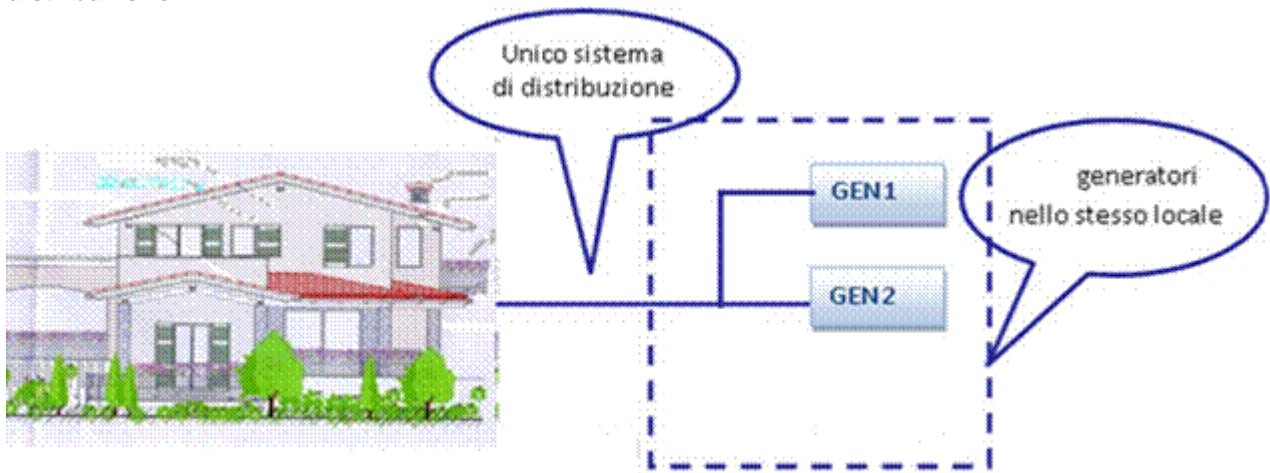 Unico sistema
di distribuzione
generatori
nello stesso locale
GEN1
GEN2